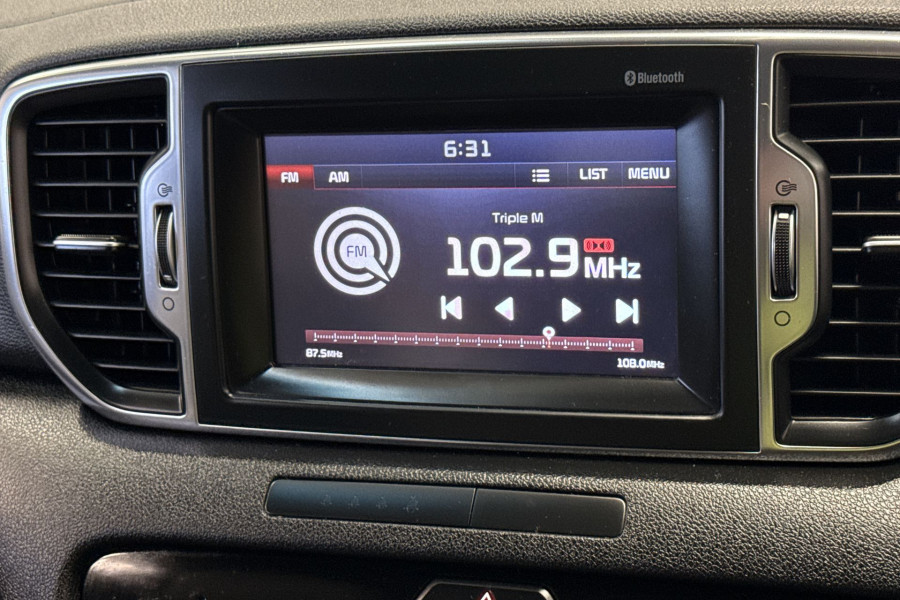 Bluetooth
6:31
FM AM LIST MENU
Triple M
FM 102.9 MHz
87.5MHz 108.0MHz